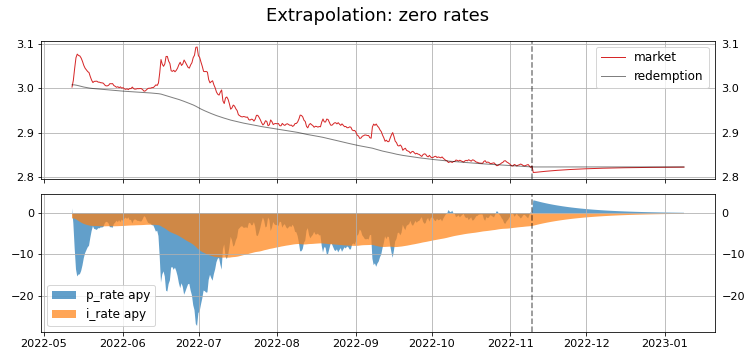 Extrapolation: zero rates
3.1 3.1
market
redemption
3.0 3.0
2.9 2.9
2.8 2.8
0 0
−10 −10
p_rate apy
−20 −20
i_rate apy
2022-05 2022-06 2022-07 2022-08 2022-09 2022-10 2022-11 2022-12 2023-01